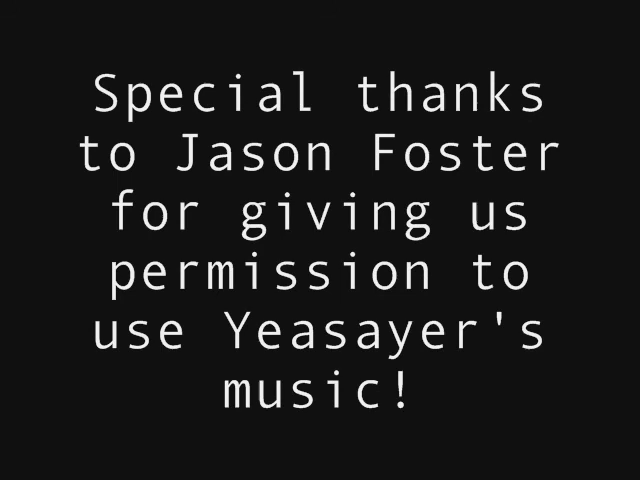 Special thanks
to Jason Foster
for giving us
permission to
use Yeasayer's
music!